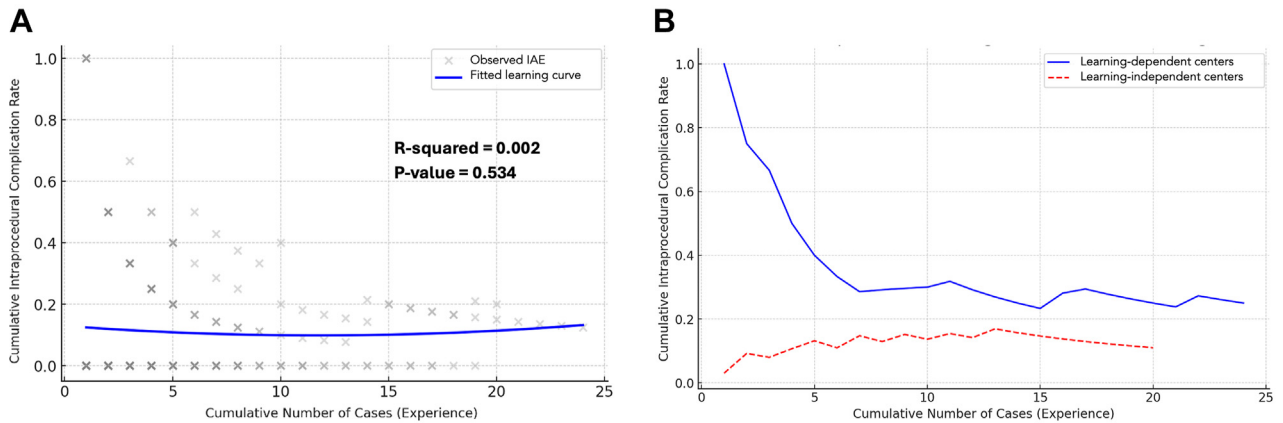 A
Cumulative Intraprocedural Complication Rate
1.0
0.8
0.6
0.4
0.2
0.0
Observed IAE
Fitted learning curve
R-squared = 0.002
P-value = 0.534
0 5 10 15 20 25
Cumulative Number of Cases (Experience)
B
Cumulative Intraprocedural Complication Rate
1.0
0.8
0.6
0.4
0.2
0.0
Learning-dependent centers
Learning-independent centers
0 5 10 15 20 25
Cumulative Number of Cases (Experience)